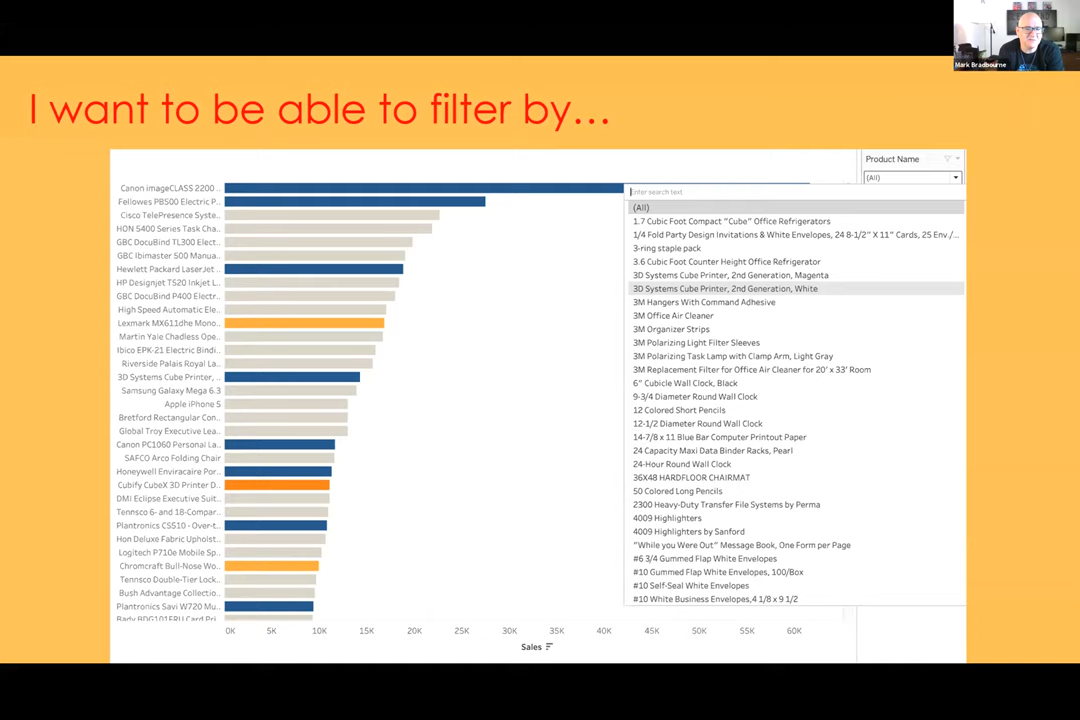 Mark Bradbourne
I want to be able to filter by...
Product Name
(All)
Enter search text
(All)
1.7 Cubic Foot Compact "Cube" Office Refrigerators
1/4 Fold Party Design Invitations & White Envelopes, 24 8-1/2" X 11" Cards, 25 Env./...
3-ring staple pack
3.6 Cubic Foot Counter Height Office Refrigerator
3D Systems Cube Printer, 2nd Generation, Magenta
3D Systems Cube Printer, 2nd Generation, White
3M Hangers With Command Adhesive
3M Office Air Cleaner
3M Organizer Strips
3M Polarizing Light Filter Sleeves
3M Polarizing Task Lamp with Clamp Arm, Light Gray
3M Replacement Filter for Office Air Cleaner for 20' x 33' Room
6" Cubicle Wall Clock, Black
9-3/4 Diameter Round Wall Clock
12 Colored Short Pencils
12-1/2 Diameter Round Wall Clock
14-7/8 x 11 Blue Bar Computer Printout Paper
24 Capacity Maxi Data Binder Racks, Pearl
24-Hour Round Wall Clock
36X48 HARDFLOOR CHAIRMAT
50 Colored Long Pencils
2300 Heavy-Duty Transfer File Systems by Perma
4009 Highlighters
4009 Highlighters by Sanford
"While you Were Out" Message Book, One Form per Page
#6 3/4 Gummed Flap White Envelopes
#10 Gummed Flap White Envelopes, 100/Box
#10 Self-Seal White Envelopes
#10 White Business Envelopes,4 1/8 x 9 1/2
Canon imageCLASS 2200 ..
Fellowes PB500 Electric P..
Cisco TelePresence Syste..
HON 5400 Series Task Cha..
GBC DocuBind TL300 Elect..
GBC Ibimaster 500 Manua..
Hewlett Packard LaserJet ..
HP Designjet T520 Inkjet L..
GBC DocuBind P400 Electr..
High Speed Automatic Ele..
Lexmark MX611dhe Mono..
Martin Yale Chadless Ope..
Ibico EPK-21 Electric Bindi..
Riverside Palais Royal La..
3D Systems Cube Printer, ..
Samsung Galaxy Mega 6.3
Apple iPhone 5
Bretford Rectangular Con..
Global Troy Executive Lea..
Canon PC1060 Personal La..
SAFCO Arco Folding Chair
Honeywell Enviracaire Por..
Cubify CubeX 3D Printer D..
DMI Eclipse Executive Suit..
Tennsco 6- and 18-Compar..
Plantronics CS510 - Over-t..
Hon Deluxe Fabric Upholst..
Logitech P710e Mobile Sp..
Chromcraft Bull-Nose Wo..
Tennsco Double-Tier Lock..
Bush Advantage Collection..
Plantronics Savi W720 Mu..
0K 5K 10K 15K 20K 25K 30K 35K 40K 45K 50K 55K 60K
Sales